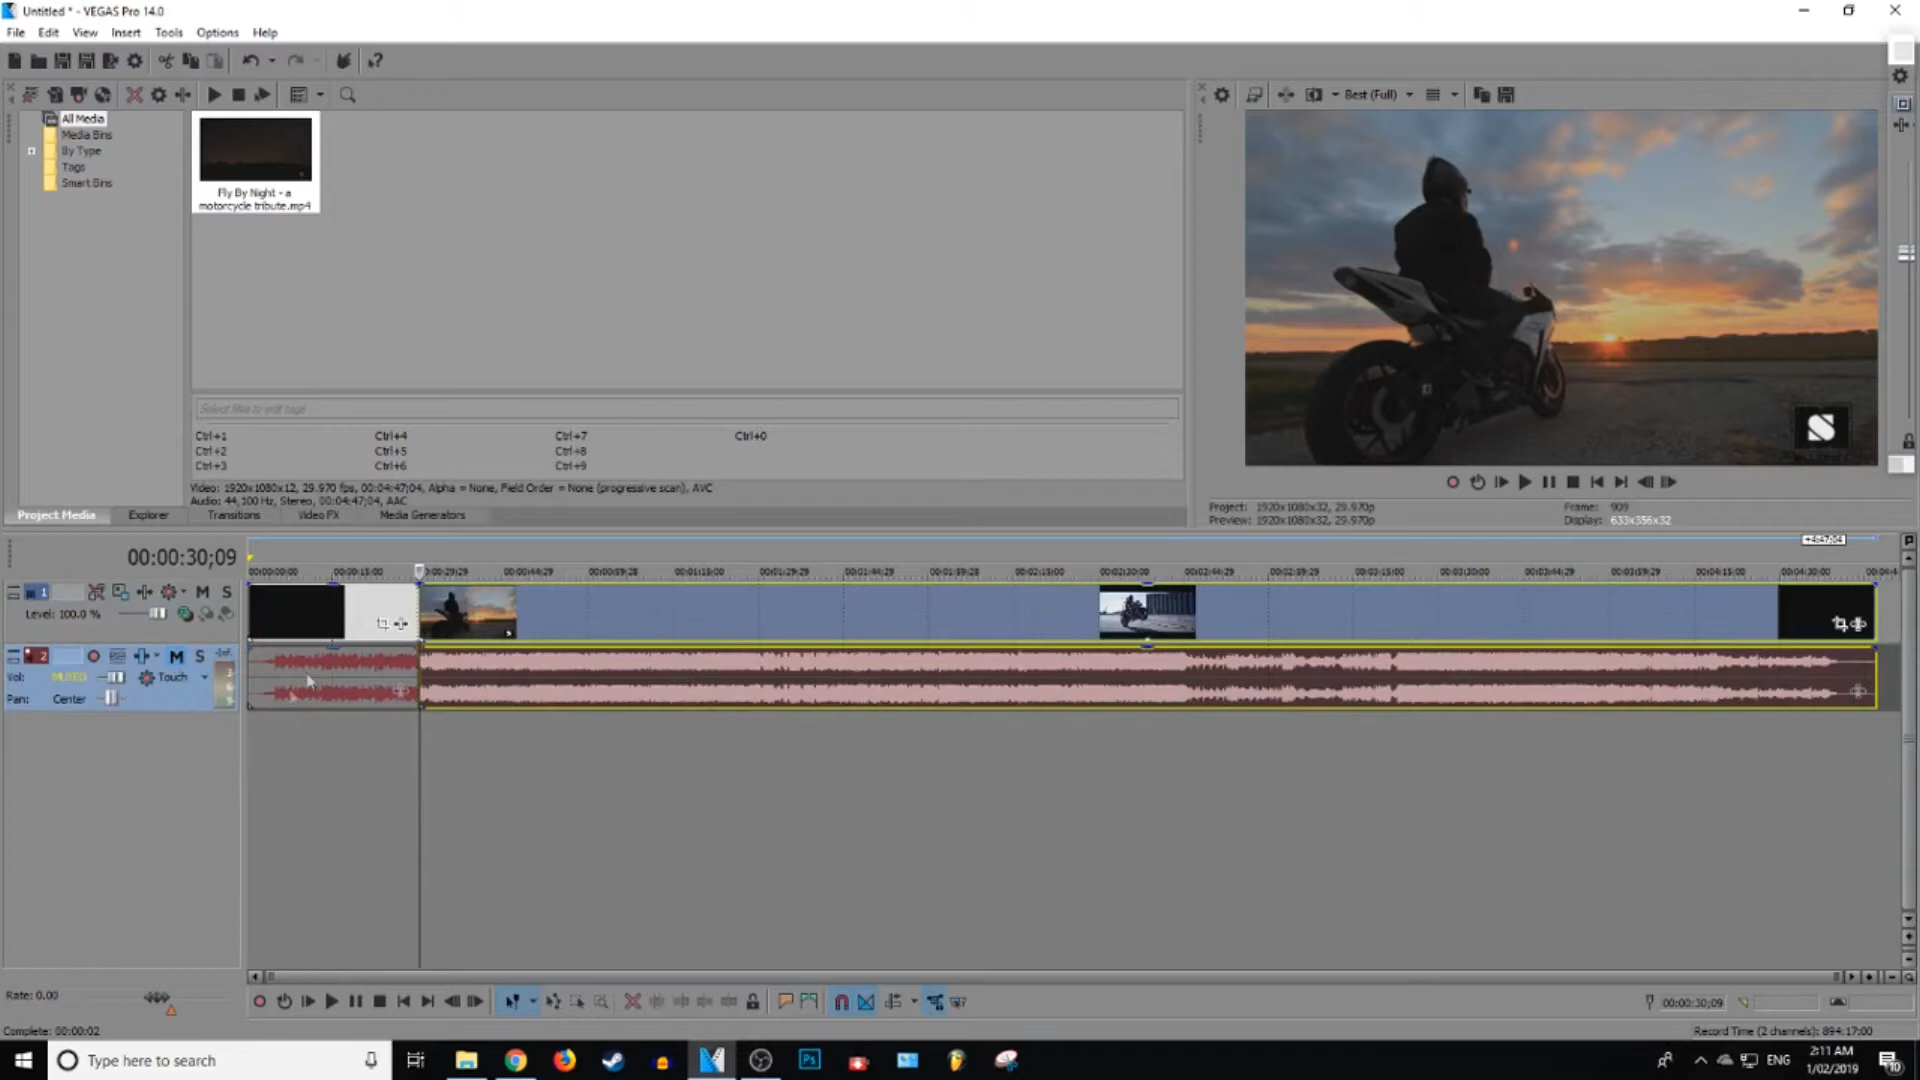 Untitled * - VEGAS Pro 14.0
File Edit View Insert Tools Options Help
Best (Full)
All Media
Media Bins
By Type
Tags
Smart Bins
Fly By Night - a
motorcycle tribute.mp4
Select files to edit tags
Ctrl+1 Ctrl+4 Ctrl+7 Ctrl+0
Ctrl+2 Ctrl+5 Ctrl+8
Ctrl+3 Ctrl+6 Ctrl+9
Video: 1920x1080x12, 29.970 fps, 00:04:47;04, Alpha = None, Field Order = None (progressive scan), AVC
Audio: 44,100 Hz, Stereo, 00:04:47;04, AAC
Project Media Explorer Transitions Video FX Media Generators
Project: 1920x1080x32, 29.970p Frame: 909
Preview: 1920x1080x32, 29.970p Display: 633x356x32
+4:47;04
00:00:30;09
00:00:00;00 00:00:15;00 0:00:29;29 00:00:44;29 00:00:59;28 00:01:15;00 00:01:29;29 00:01:44;29 00:01:59;28 00:02:15;00 00:02:30;00 00:02:44;29 00:02:59;29 00:03:15;00 00:03:30;00 00:03:44;29 00:03:59;29 00:04:15;00 00:04:30;00 00:04:4
1 M S
Level: 100.0 %
2 M S -Inf.
Vol: MUTED Touch
Pan: Center
Rate: 0.00
00:00:30;09
Complete: 00:00:02
Record Time (2 channels): 894:17:00
Type here to search
Ps
ENG
2:11 AM
1/02/2019
10